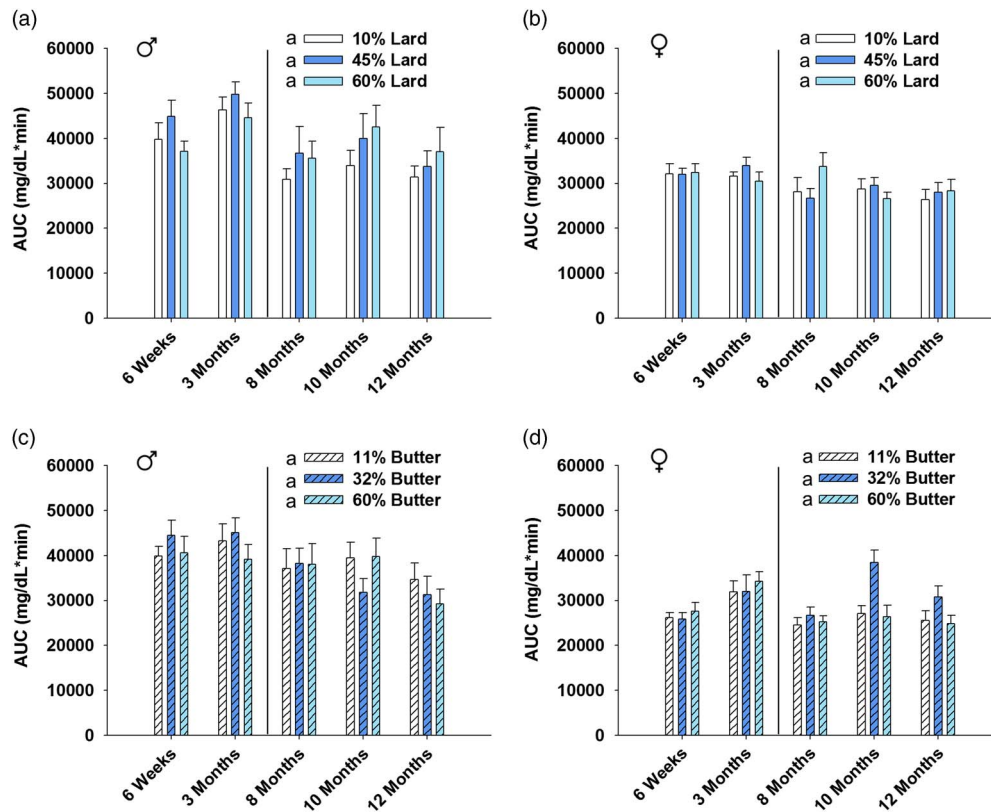 (a)
♂
a 10% Lard
a 45% Lard
a 60% Lard
AUC (mg/dL*min)
60000
50000
40000
30000
20000
10000
0
6 Weeks
3 Months
8 Months
10 Months
12 Months
(b)
♀
a 10% Lard
a 45% Lard
a 60% Lard
AUC (mg/dL*min)
60000
50000
40000
30000
20000
10000
0
6 Weeks
3 Months
8 Months
10 Months
12 Months
(c)
♂
a 11% Butter
a 32% Butter
a 60% Butter
AUC (mg/dL*min)
60000
50000
40000
30000
20000
10000
0
6 Weeks
3 Months
8 Months
10 Months
12 Months
(d)
♀
a 11% Butter
a 32% Butter
a 60% Butter
AUC (mg/dL*min)
60000
50000
40000
30000
20000
10000
0
6 Weeks
3 Months
8 Months
10 Months
12 Months